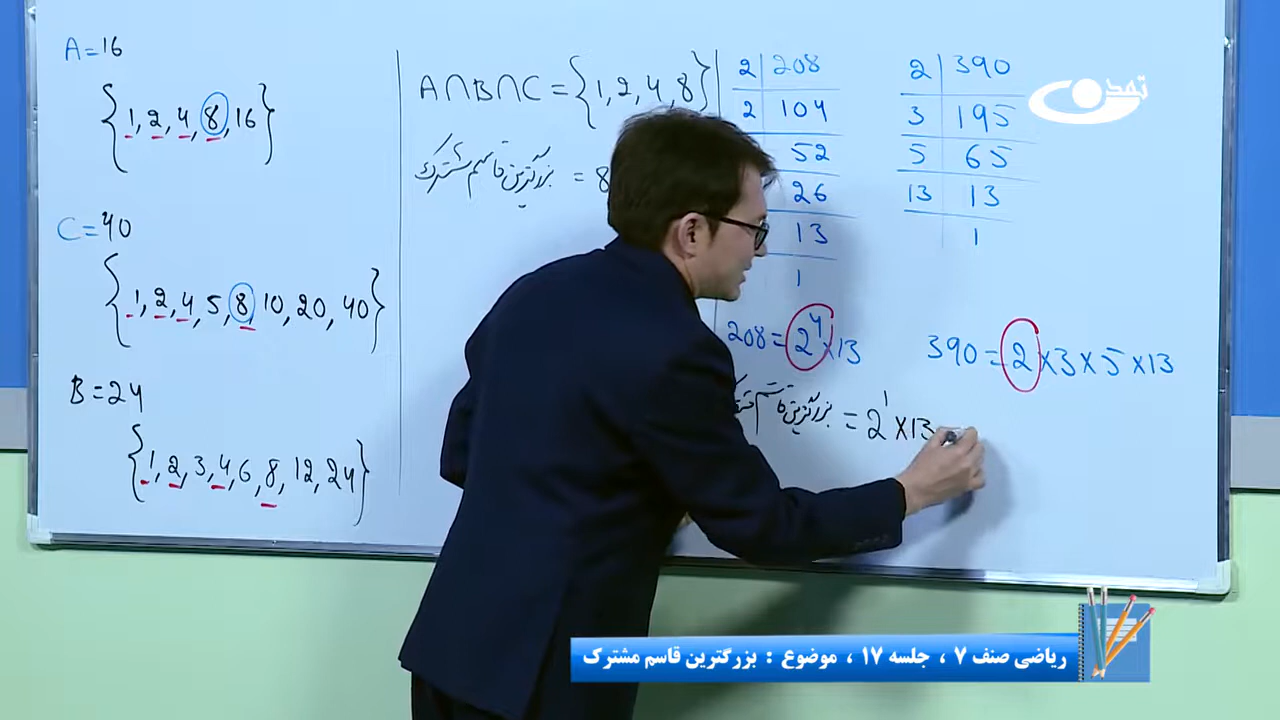 A=16
{1,2,4,8,16}
C=40
{1,2,4,5,8,10,20,40}
B=24
{1,2,3,4,6,8,12,24}
A∩B∩C={1,2,4,8}
بزرگترین قاسم مشترک = 8
2 | 208
2 | 104
52
26
13
1
208=2⁴×13
بزرگترین قاسم = 2¹×13
2 | 390
3 | 195
5 | 65
13 | 13
1
390=2×3×5×13
تمدن
ریاضی صنف ۷ ، جلسه ۱۷ ، موضوع : بزرگترین قاسم مشترک